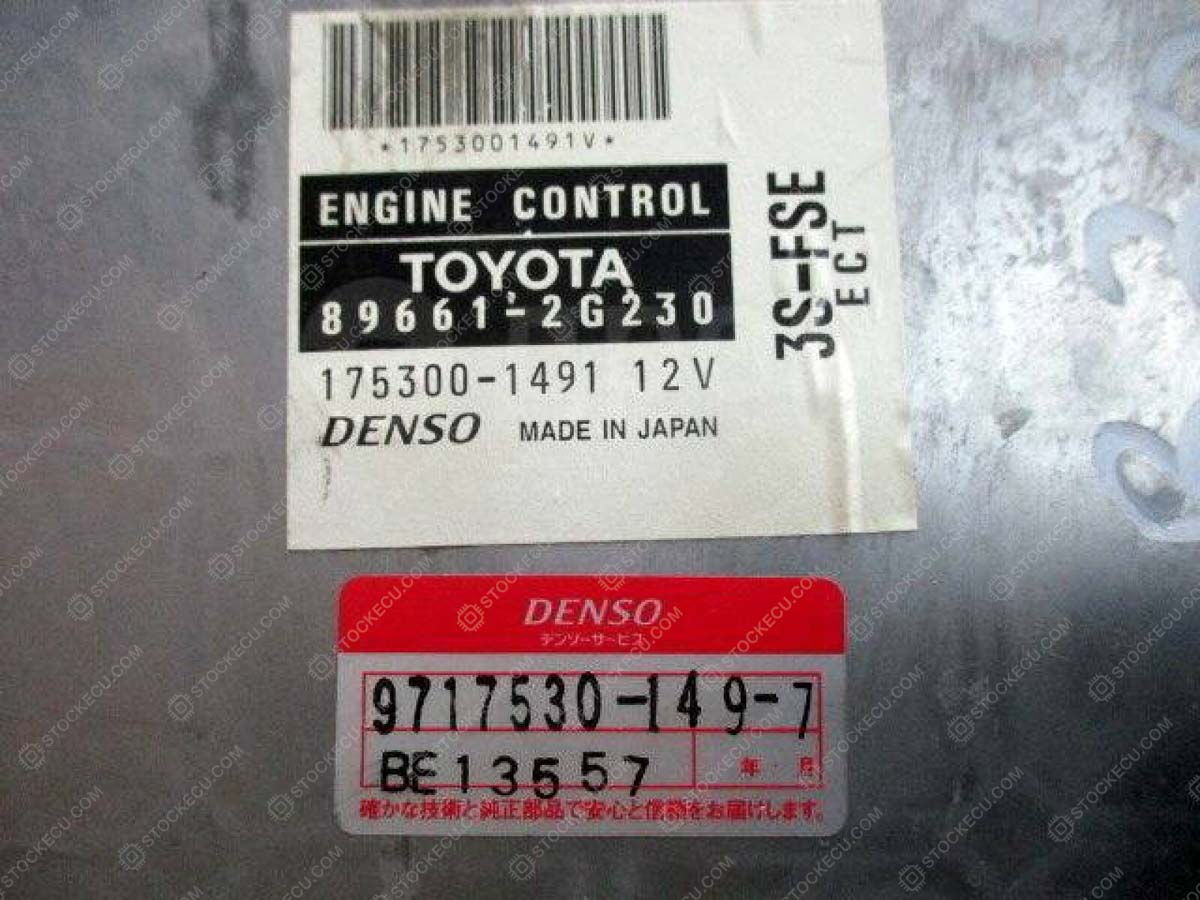 *1753001491V*
ENGINE CONTROL
TOYOTA
89661-2G230
175300-1491 12V
DENSO MADE IN JAPAN
3S-FSE
ECT
DENSO
デンソーサービス
9717530-149-7
BE13557
年 月
確かな技術と純正部品で安心と信頼をお届けします。
STOCKECU.COM